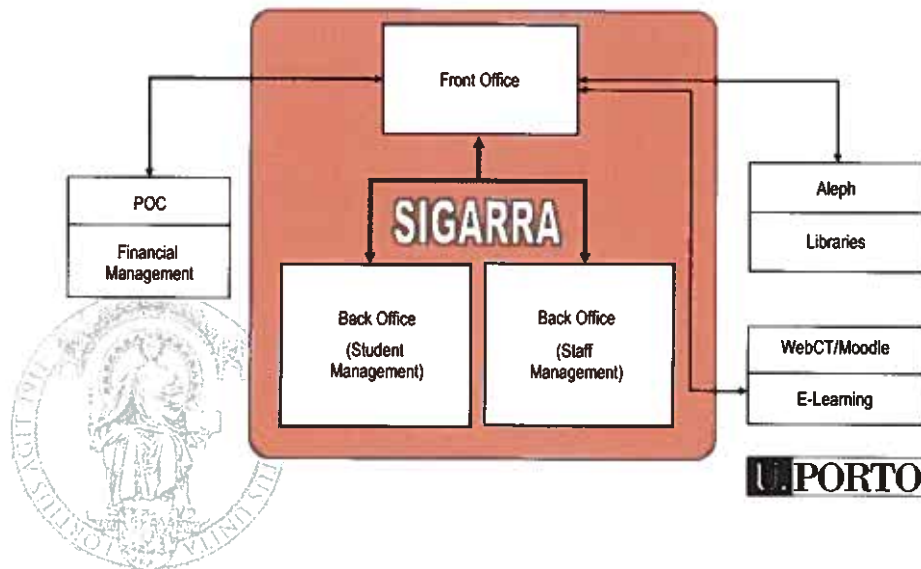 Front Office
POC
Financial
Management
SIGARRA
Aleph
Libraries
Back Office
(Student
Management)
Back Office
(Staff
Management)
WebCT/Moodle
E-Learning
U.PORTO